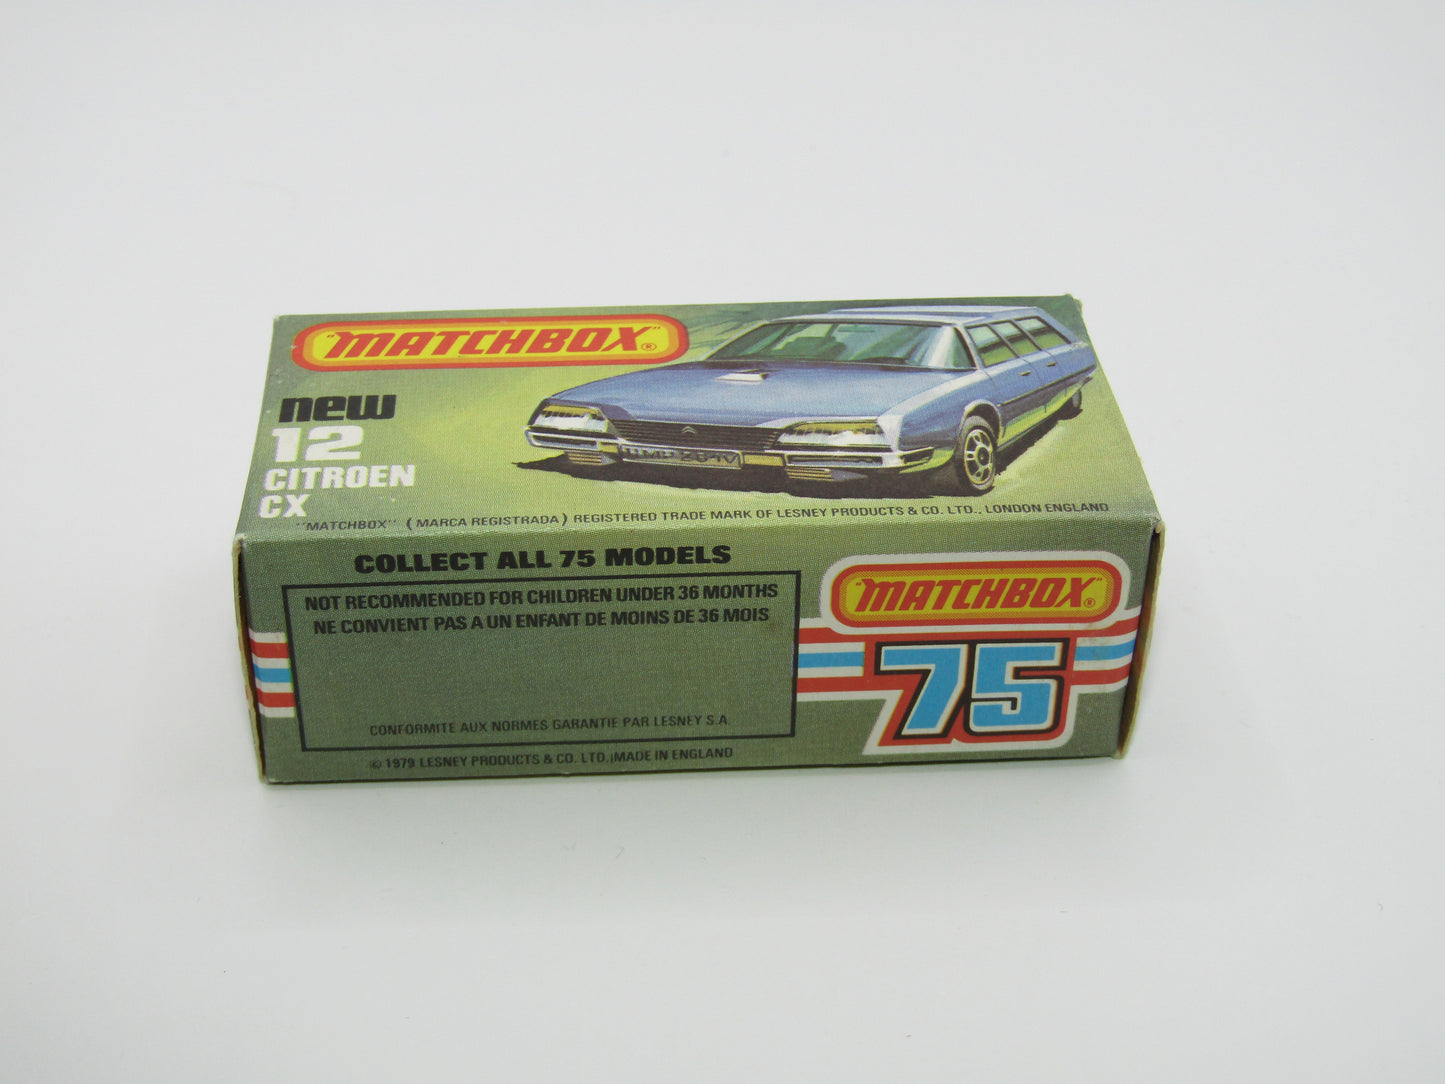 "MATCHBOX"®
new
12
CITROEN
CX
"MATCHBOX" (MARCA REGISTRADA) REGISTERED TRADE MARK OF LESNEY PRODUCTS & CO. LTD., LONDON ENGLAND
COLLECT ALL 75 MODELS
NOT RECOMMENDED FOR CHILDREN UNDER 36 MONTHS
NE CONVIENT PAS A UN ENFANT DE MOINS DE 36 MOIS
CONFORMITE AUX NORMES GARANTIE PAR LESNEY S.A.
© 1979 LESNEY PRODUCTS & CO. LTD. MADE IN ENGLAND
"MATCHBOX"®
75